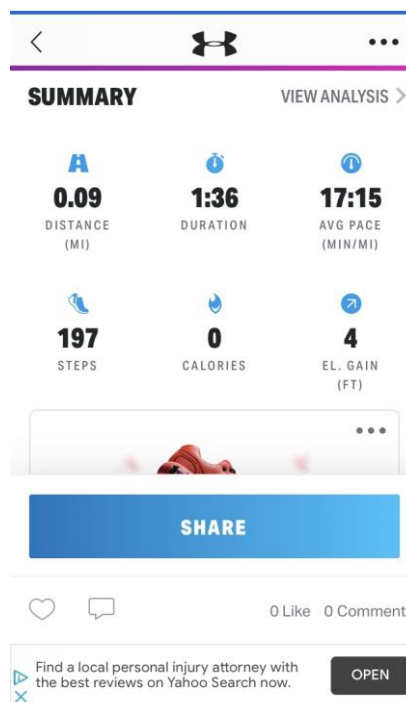 SUMMARY
VIEW ANALYSIS
0.09
1:36
17:15
DISTANCE
(MI)
DURATION
AVG PACE
(MIN/MI)
197
0
4
STEPS
CALORIES
EL. GAIN
(FT)
SHARE
0 Like 0 Comment
Find a local personal injury attorney with
the best reviews on Yahoo Search now.
OPEN